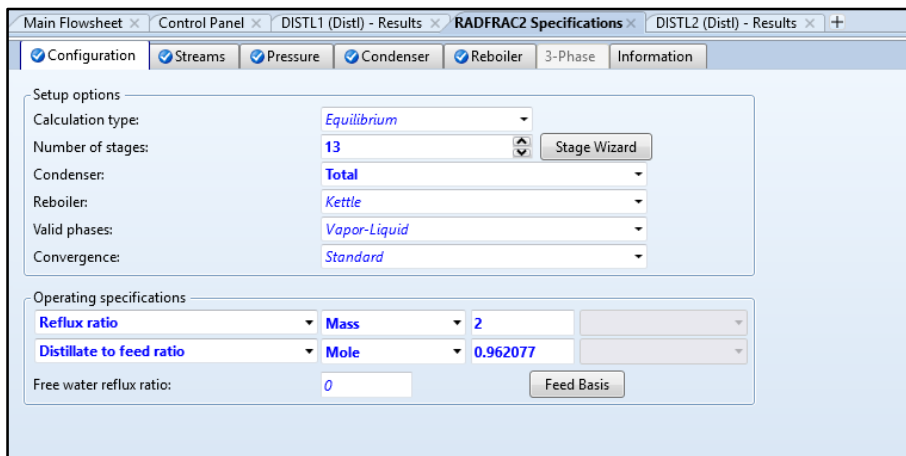 Main Flowsheet × Control Panel × DISTL1 (Distl) - Results × RADFRAC2 Specifications × DISTL2 (Distl) - Results × +
Configuration Streams Pressure Condenser Reboiler 3-Phase Information
Setup options
Calculation type: Equilibrium
Number of stages: 13 Stage Wizard
Condenser: Total
Reboiler: Kettle
Valid phases: Vapor-Liquid
Convergence: Standard
Operating specifications
Reflux ratio Mass 2
Distillate to feed ratio Mole 0.962077
Free water reflux ratio: 0 Feed Basis